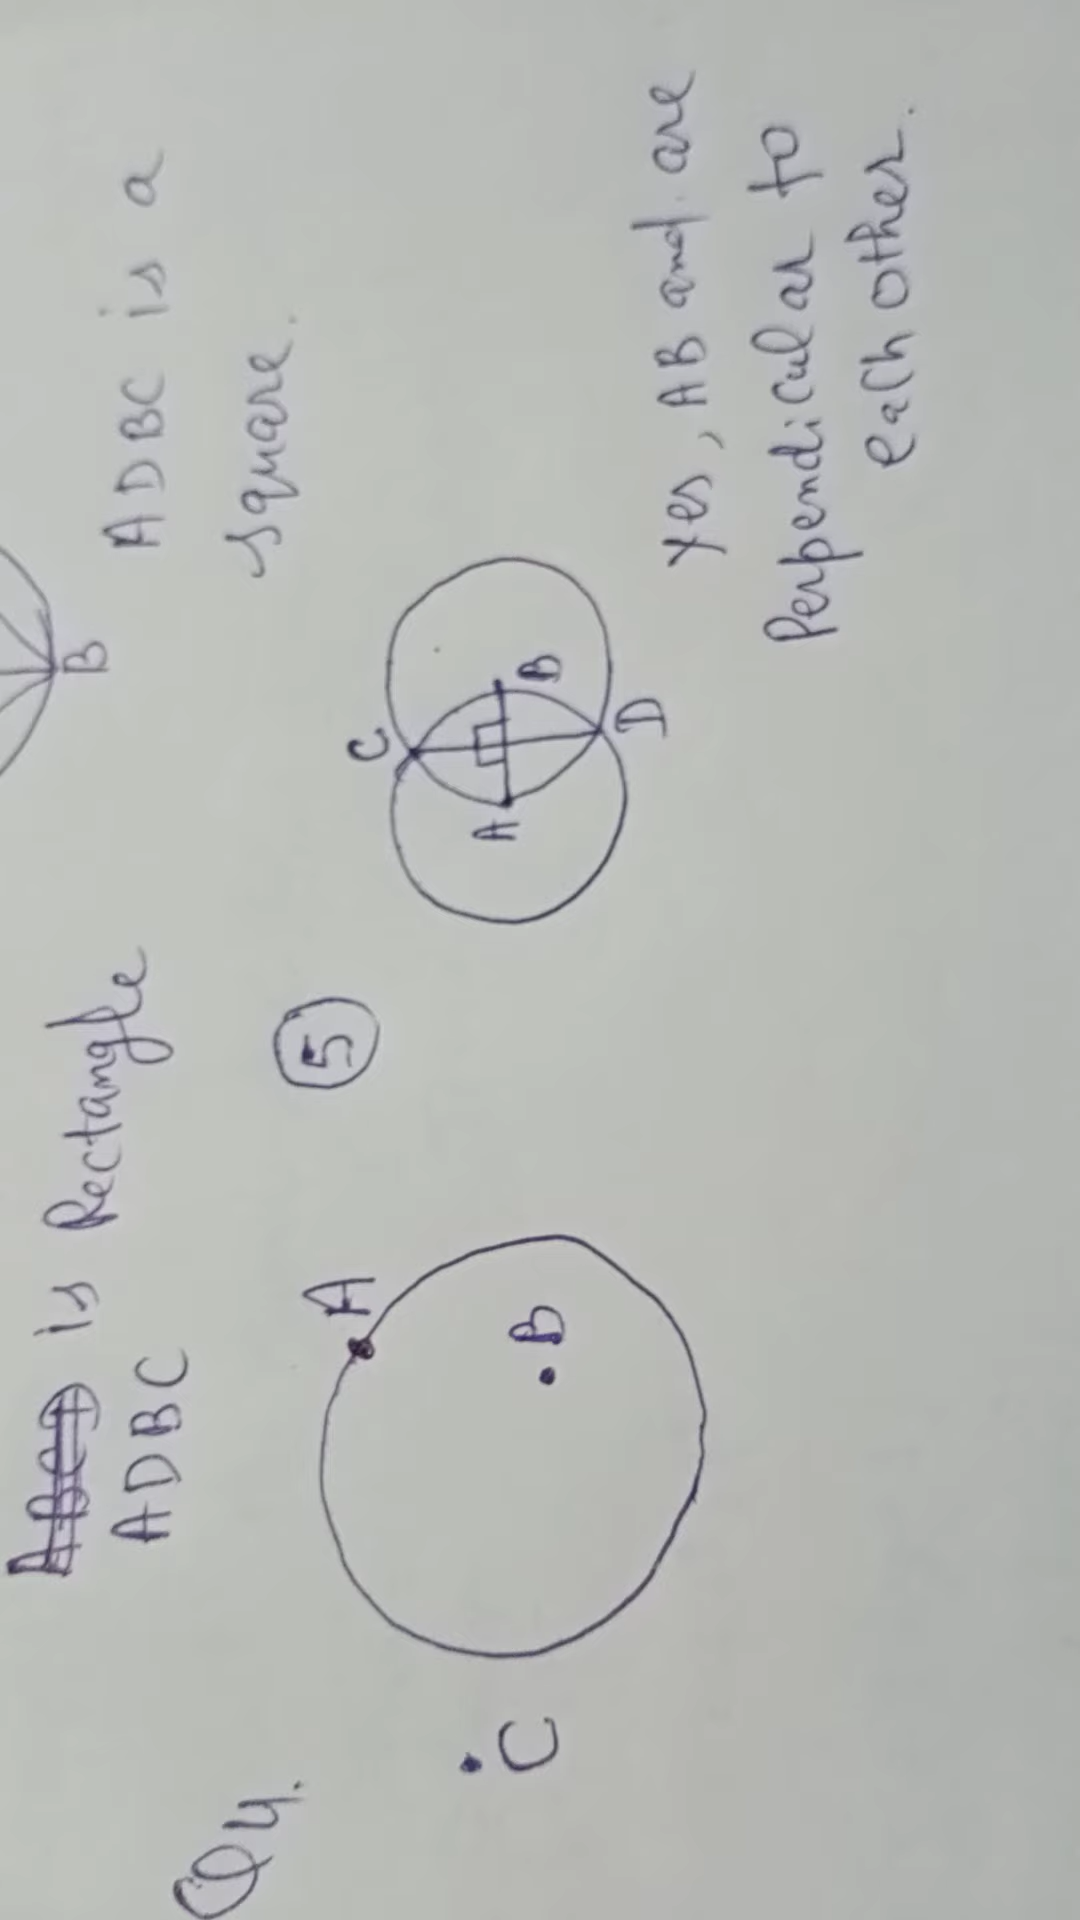 is Rectangle
ADBC
B
ADBC is a
square.
Q4.
A
B
C
5
C
A
B
D
Yes, AB and are
Perpendicular to
each other.